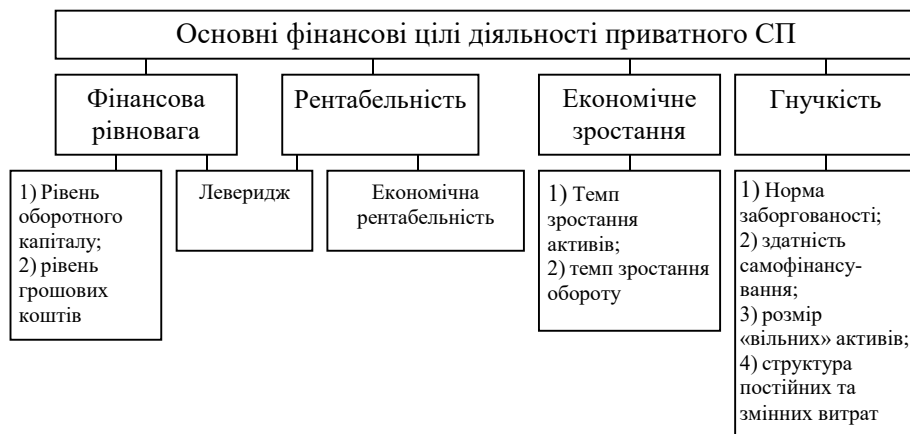 Основні фінансові цілі діяльності приватного СП
Фінансова
рівновага
Рентабельність
Економічне
зростання
Гнучкість
1) Рівень
оборотного
капіталу;
2) рівень
грошових
коштів
Леверидж
Економічна
рентабельність
1) Темп
зростання
активів;
2) темп зростання
обороту
1) Норма
заборгованості;
2) здатність
самофінансу-
вання;
3) розмір
«вільних» активів;
4) структура
постійних та
змінних витрат